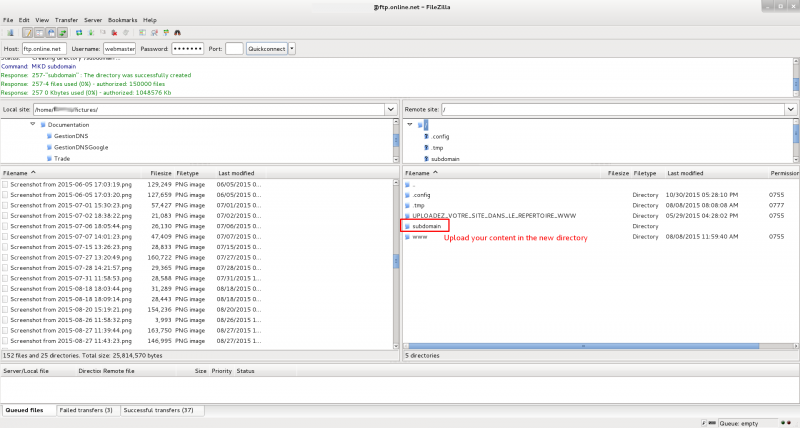 @ftp.online.net ~ FileZilla
File Edit View Transfer Server Bookmarks Help
Host: ftp.online.net Username: webmaster Password: ••••••• Port: Quickconnect
Status: Creating directory 'subdomain'...
Command: MKD subdomain
Response: 257-"subdomain" : The directory was successfully created
Response: 257-4 files used (0%) - authorized: 150000 files
Response: 257 0 Kbytes used (0%) - authorized: 1048576 Kb
Local site: /home/ /Pictures/
Documentation
GestionDNS
GestionDNSGoogle
Trade
Remote site: /
/
.config
.tmp
subdomain
Filename Filesize Filetype Last modified
Screenshot from 2015-06-05 17:03:19.png 129,249 PNG image 06/05/2015 0...
Screenshot from 2015-06-05 17:03:20.png 127,659 PNG image 06/05/2015 0...
Screenshot from 2015-07-01 15:30:23.png 57,427 PNG image 07/01/2015 0...
Screenshot from 2015-07-02 18:38:22.png 21,083 PNG image 07/02/2015 0...
Screenshot from 2015-07-06 18:05:44.png 26,130 PNG image 07/06/2015 0...
Screenshot from 2015-07-07 14:01:23.png 47,409 PNG image 07/07/2015 0...
Screenshot from 2015-07-15 13:26:23.png 28,833 PNG image 07/15/2015 0...
Screenshot from 2015-07-27 13:20:49.png 160,722 PNG image 07/27/2015 0...
Screenshot from 2015-07-28 14:21:57.png 29,365 PNG image 07/28/2015 0...
Screenshot from 2015-07-31 11:58:53.png 28,588 PNG image 07/31/2015 1...
Screenshot from 2015-08-18 18:03:44.png 31,289 PNG image 08/18/2015 0...
Screenshot from 2015-08-18 18:09:14.png 28,443 PNG image 08/18/2015 0...
Screenshot from 2015-08-20 15:19:21.png 154,236 PNG image 08/20/2015 0...
Screenshot from 2015-08-26 11:58:32.png 3,993 PNG image 08/26/2015 1...
Screenshot from 2015-08-27 11:39:44.png 163,750 PNG image 08/27/2015 1...
Screenshot from 2015-08-27 11:43:23.png 146,995 PNG image 08/27/2015 1...
152 files and 25 directories. Total size: 25,814,570 bytes
Filename Filesize Filetype Last modified Permission
..
.config Directory 10/30/2015 05:28:10 PM 0755
.tmp Directory 08/08/2015 08:08:08 AM 0777
UPLOADEZ_VOTRE_SITE_DANS_LE_REPERTOIRE_WWW Directory 05/29/2015 04:28:02 PM 0755
subdomain Directory
www Directory 08/08/2015 11:59:40 AM 0755
Upload your content in the new directory
5 directories
Server/Local file Direction Remote file Size Priority Status
Queued files Failed transfers (3) Successful transfers (37)
Queue: empty